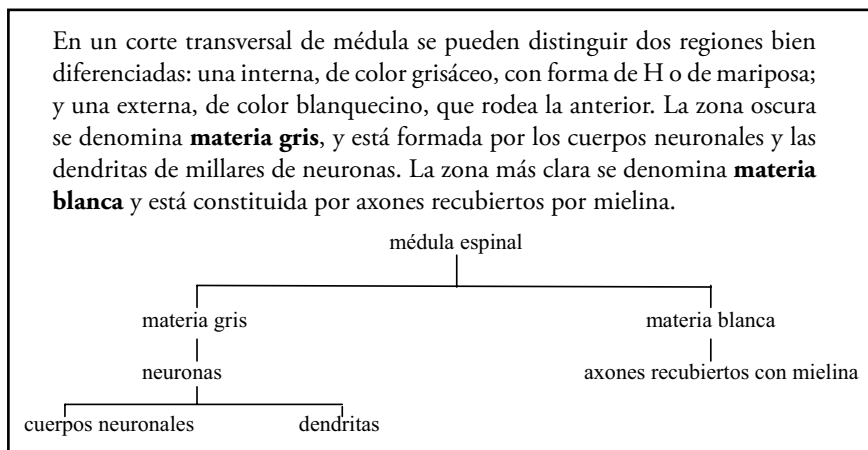 En un corte transversal de médula se pueden distinguir dos regiones bien
diferenciadas: una interna, de color grisáceo, con forma de H o de mariposa;
y una externa, de color blanquecino, que rodea la anterior. La zona oscura
se denomina materia gris, y está formada por los cuerpos neuronales y las
dendritas de millares de neuronas. La zona más clara se denomina materia
blanca y está constituida por axones recubiertos por mielina.
médula espinal
materia gris materia blanca
neuronas axones recubiertos con mielina
cuerpos neuronales dendritas